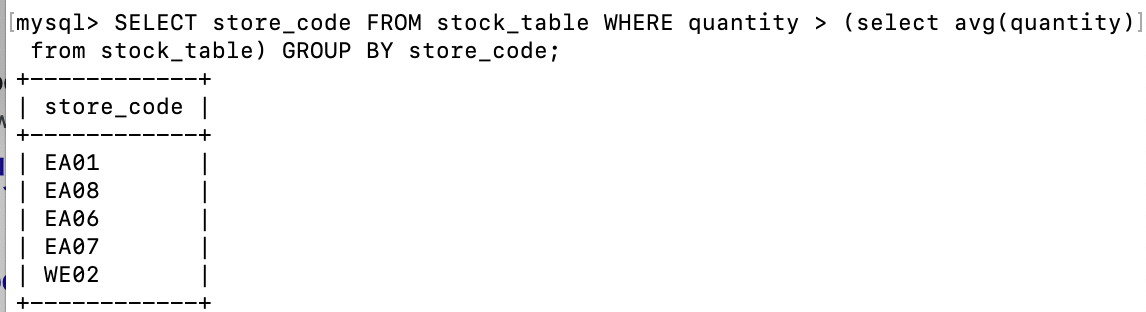 [mysql> SELECT store_code FROM stock_table WHERE quantity > (select avg(quantity)]
from stock_table) GROUP BY store_code;
+------------+
| store_code |
+------------+
| EA01       |
| EA08       |
| EA06       |
| EA07       |
| WE02       |
+------------+